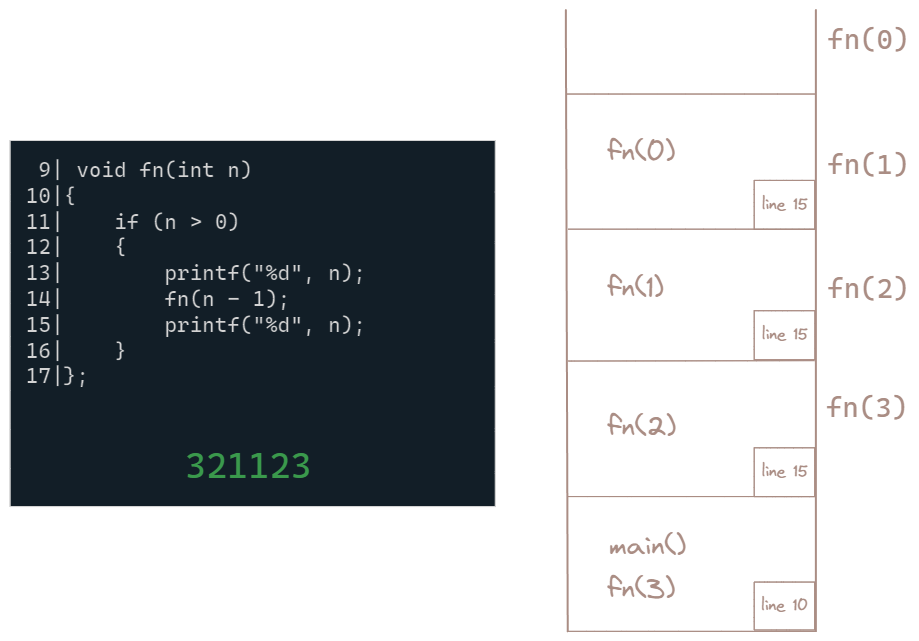 9| void fn(int n)
10|{
11|    if (n > 0)
12|    {
13|        printf("%d", n);
14|        fn(n - 1);
15|        printf("%d", n);
16|    }
17|};
321123
fn(0)
fn(0)
line 15
fn(1)
fn(1)
line 15
fn(2)
fn(2)
line 15
fn(3)
main()
fn(3)
line 10